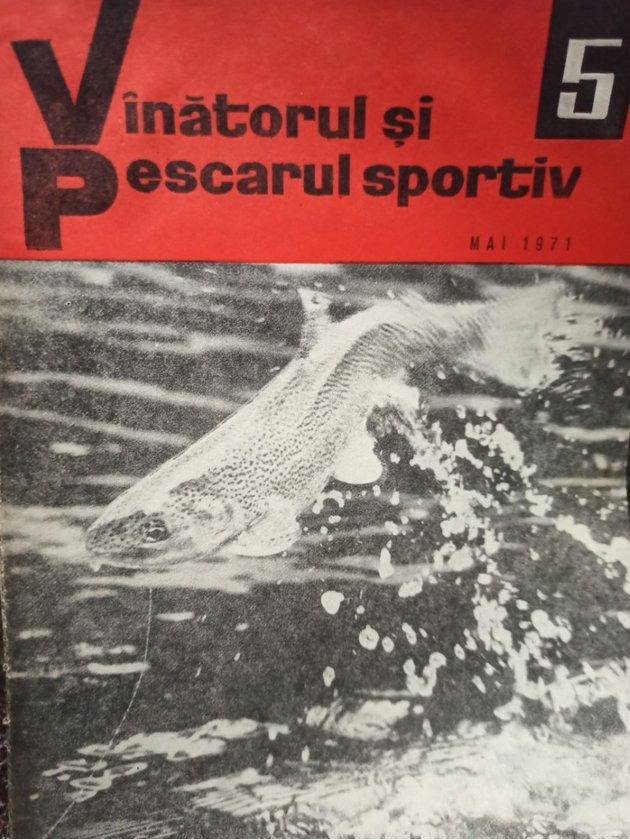 5
Vînătorul și
Pescarul sportiv
MAI 1971